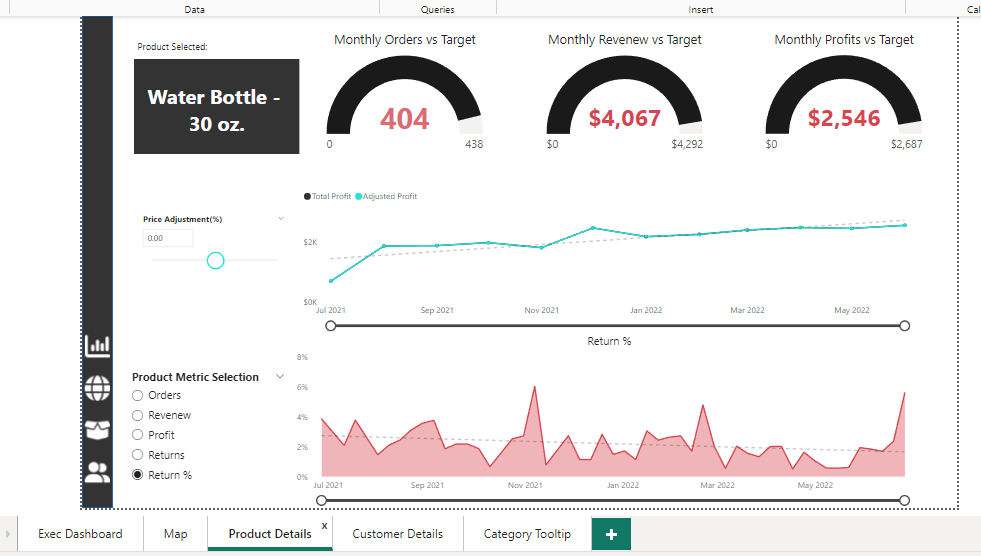 Data
Queries
Insert
Cal
Product Selected:
Water Bottle -
30 oz.
Monthly Orders vs Target
404
0
438
Monthly Revenew vs Target
$4,067
$0
$4,292
Monthly Profits vs Target
$2,546
$0
$2,687
Price Adjustment(%)
0.00
Total Profit
Adjusted Profit
$2K
$0K
Jul 2021
Sep 2021
Nov 2021
Jan 2022
Mar 2022
May 2022
Product Metric Selection
Orders
Revenew
Profit
Returns
Return %
Return %
8%
6%
4%
2%
0%
Jul 2021
Sep 2021
Nov 2021
Jan 2022
Mar 2022
May 2022
Exec Dashboard
Map
Product Details
x
Customer Details
Category Tooltip
+